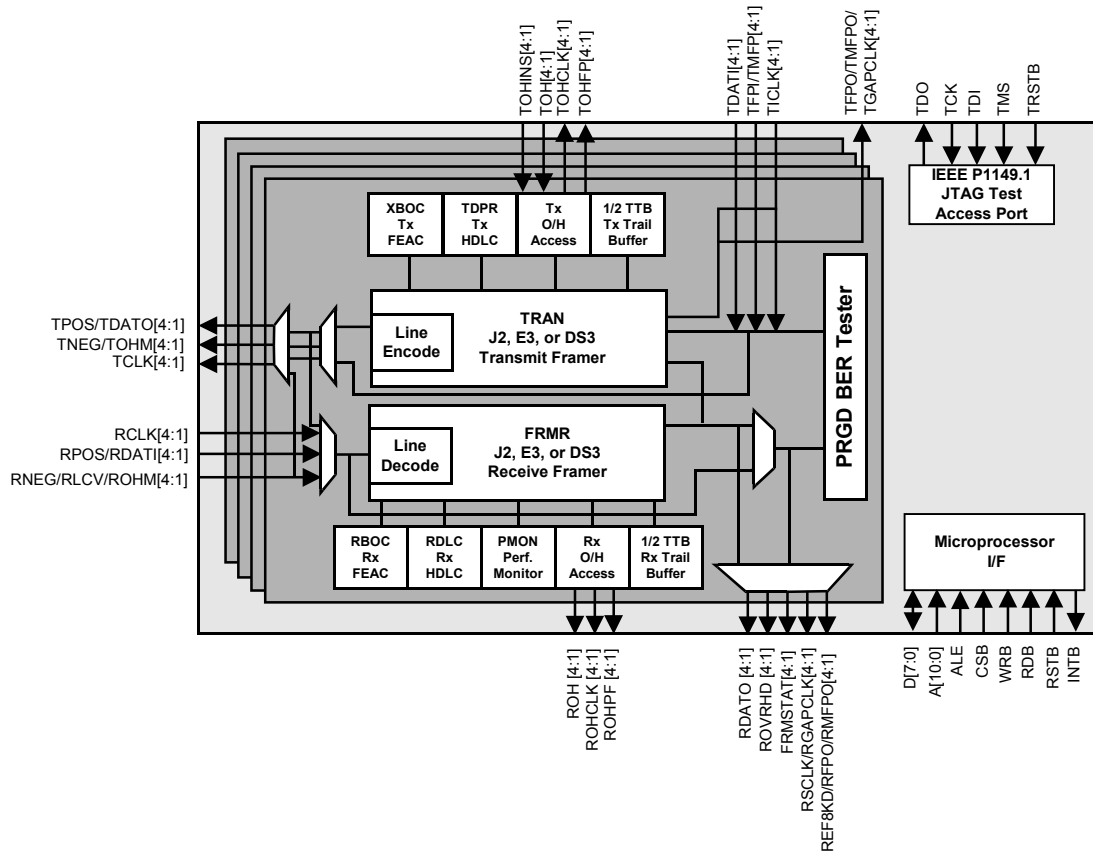 TOHINS[4:1]
TOH[4:1]
TOHCLK[4:1]
TOHFP[4:1]
TDATI[4:1]
TFPI/TMFP[4:1]
TICLK[4:1]
TFPO/TMFPO/
TGAPCLK[4:1]
TDO
TCK
TDI
TMS
TRSTB
IEEE P1149.1
JTAG Test
Access Port
XBOC
Tx
FEAC
TDPR
Tx
HDLC
Tx
O/H
Access
1/2 TTB
Tx Trail
Buffer
TPOS/TDATO[4:1]
TNEG/TOHM[4:1]
TCLK[4:1]
Line
Encode
TRAN
J2, E3, or DS3
Transmit Framer
PRGD BER Tester
RCLK[4:1]
RPOS/RDATI[4:1]
RNEG/RLCV/ROHM[4:1]
Line
Decode
FRMR
J2, E3, or DS3
Receive Framer
RBOC
Rx
FEAC
RDLC
Rx
HDLC
PMON
Perf.
Monitor
Rx
O/H
Access
1/2 TTB
Rx Trail
Buffer
Microprocessor
I/F
ROH [4:1]
ROHCLK [4:1]
ROHPF [4:1]
RDATO [4:1]
ROVRHD [4:1]
FRMSTAT[4:1]
RSCLK/RGAPCLK[4:1]
REF8KD/RFPO/RMFPO[4:1]
D[7:0]
A[10:0]
ALE
CSB
WRB
RDB
RSTB
INTB